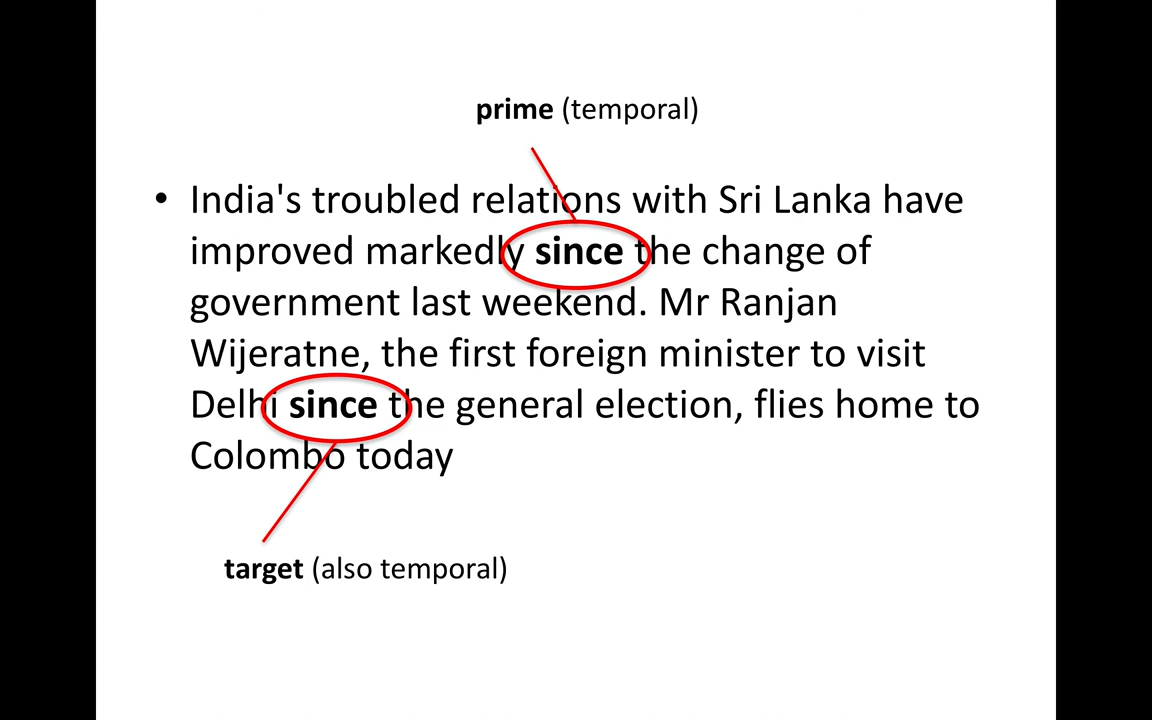 prime (temporal)
• India's troubled relations with Sri Lanka have
improved markedly since the change of
government last weekend. Mr Ranjan
Wijeratne, the first foreign minister to visit
Delhi since the general election, flies home to
Colombo today
target (also temporal)